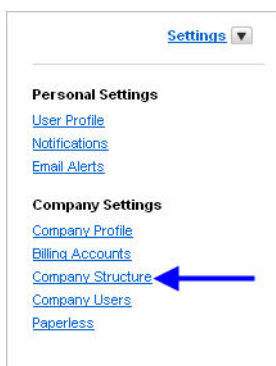 Settings
Personal Settings
User Profile
Notifications
Email Alerts
Company Settings
Company Profile
Billing Accounts
Company Structure
Company Users
Paperless